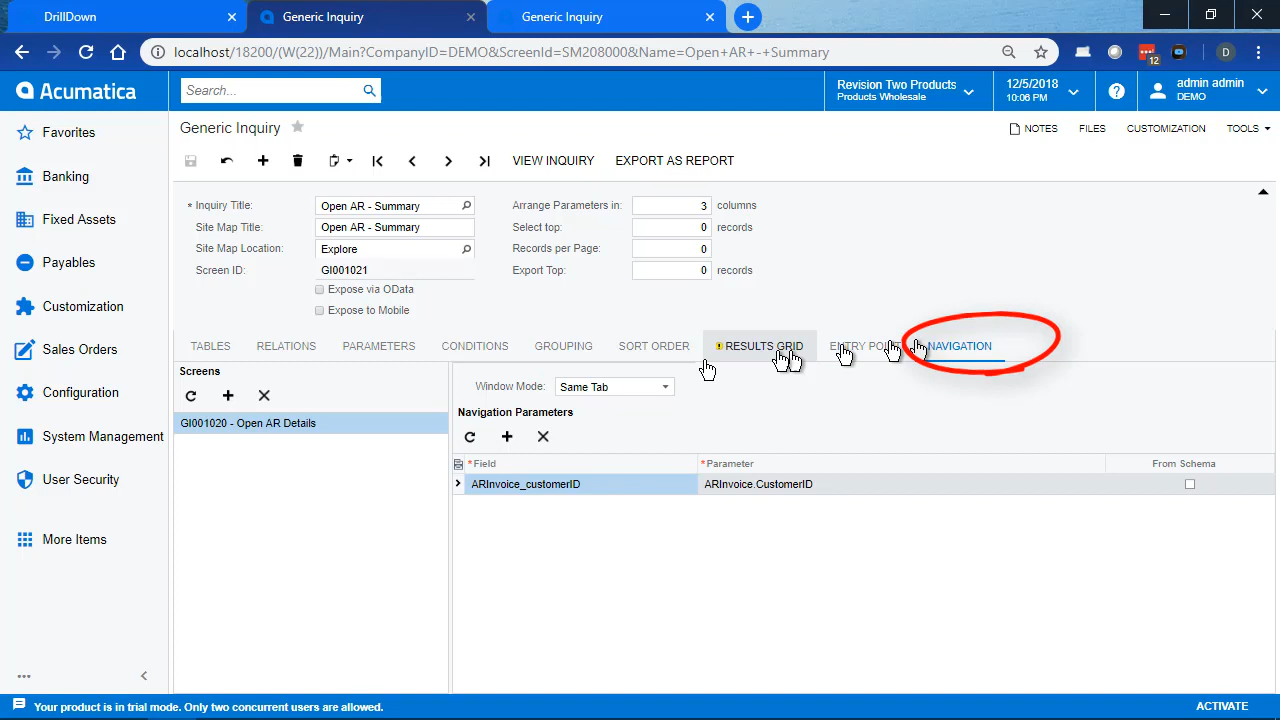 DrillDown
Generic Inquiry
Generic Inquiry
localhost/18200/(W(22))/Main?CompanyID=DEMO&ScreenId=SM208000&Name=Open+AR+-+Summary
12
D
Acumatica
Search...
Revision Two Products
Products Wholesale
12/5/2018
10:06 PM
admin admin
DEMO
Favorites
Banking
Fixed Assets
Payables
Customization
Sales Orders
Configuration
System Management
User Security
More Items
Generic Inquiry
NOTES
FILES
CUSTOMIZATION
TOOLS
VIEW INQUIRY
EXPORT AS REPORT
* Inquiry Title: Open AR - Summary
Site Map Title: Open AR - Summary
Site Map Location: Explore
Screen ID: GI001021
Expose via OData
Expose to Mobile
Arrange Parameters in: 3 columns
Select top: 0 records
Records per Page: 0
Export Top: 0 records
TABLES
RELATIONS
PARAMETERS
CONDITIONS
GROUPING
SORT ORDER
RESULTS GRID
ENTRY
NAVIGATION
Screens
GI001020 - Open AR Details
Window Mode: Same Tab
Navigation Parameters
*Field *Parameter From Schema
ARInvoice_customerID ARInvoice.CustomerID
Your product is in trial mode. Only two concurrent users are allowed.
ACTIVATE